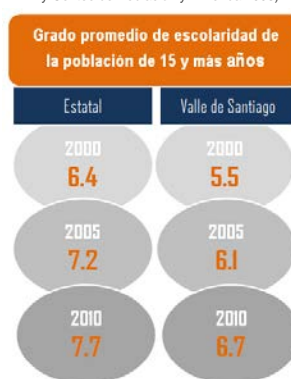 Grado promedio de escolaridad de
la población de 15 y más años
Estatal Valle de Santiago
2000 2000
6.4 5.5
2005 2005
7.2 6.1
2010 2010
7.7 6.7